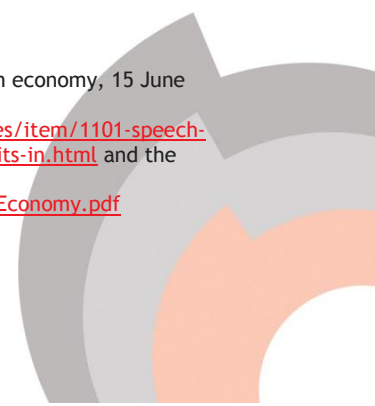 n economy, 15 June
es/item/1101-speech-
its-in.html and the
Economy.pdf